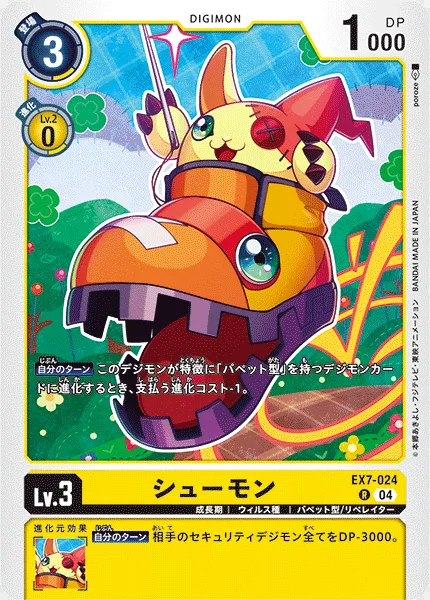 登場
3
DIGIMON
1000
DP
進化
Lv.2
0
poroze
© 本郷あきよし・フジテレビ・東映アニメーション BANDAI MADE IN JAPAN
自分のターン このデジモンが特徴に「パペット型」を持つデジモンカー
ドに進化するとき、支払う進化コスト-1。
Lv.3
シューモン
EX7-024
R 04
成長期 | ウィルス種 | パペット型/リベレイター
進化元効果
自分のターン 相手のセキュリティデジモン全てをDP-3000。